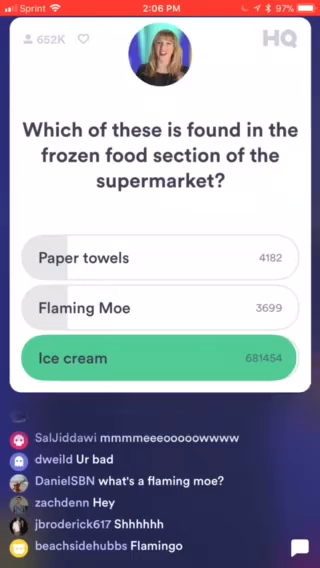 Sprint 2:06 PM 97%
652K HQ
Which of these is found in the
frozen food section of the
supermarket?
Paper towels 4182
Flaming Moe 3699
Ice cream 681454
SalJiddawi mmmmeeeooooowwww
dweild Ur bad
DanielSBN what's a flaming moe?
zachdenn Hey
jbroderick617 Shhhhhh
beachsidehubbs Flamingo